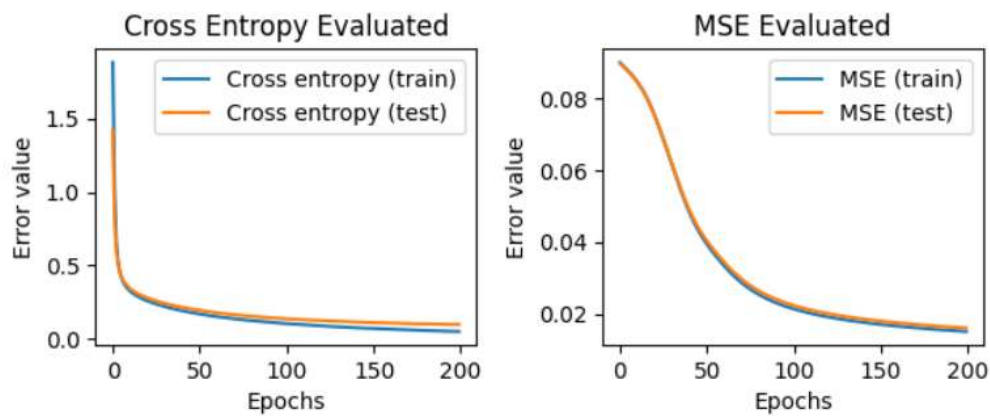 Cross Entropy Evaluated
Cross entropy (train)
Cross entropy (test)
Error value
1.5
1.0
0.5
0.0
0
50
100
150
200
Epochs
MSE Evaluated
MSE (train)
MSE (test)
Error value
0.08
0.06
0.04
0.02
0
50
100
150
200
Epochs